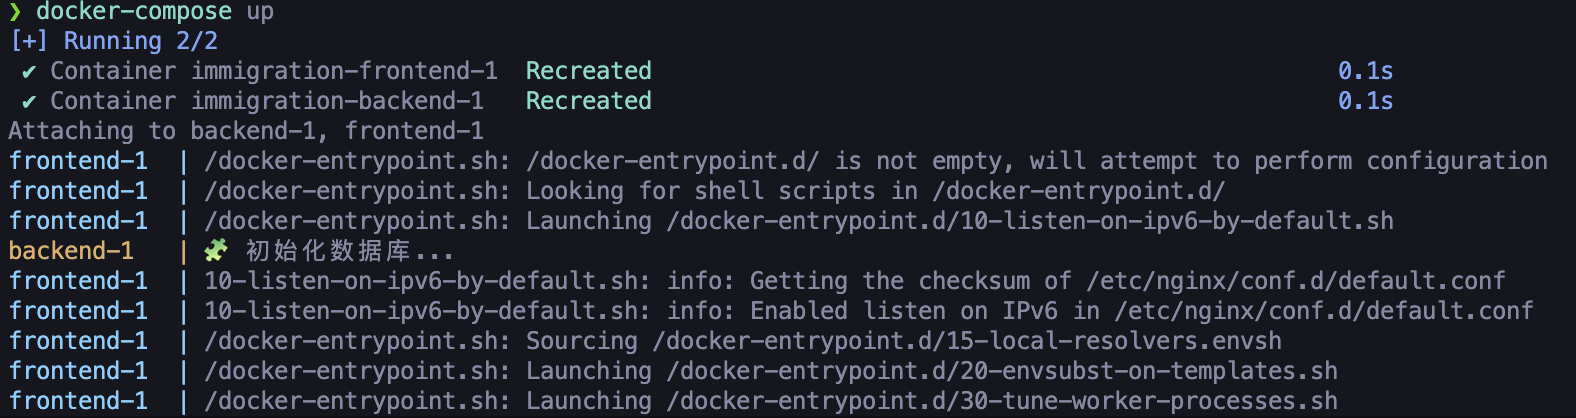 ❯ docker-compose up
[+] Running 2/2
 ✔ Container immigration-frontend-1  Recreated                                                 0.1s
 ✔ Container immigration-backend-1   Recreated                                                 0.1s
Attaching to backend-1, frontend-1
frontend-1  | /docker-entrypoint.sh: /docker-entrypoint.d/ is not empty, will attempt to perform configuration
frontend-1  | /docker-entrypoint.sh: Looking for shell scripts in /docker-entrypoint.d/
frontend-1  | /docker-entrypoint.sh: Launching /docker-entrypoint.d/10-listen-on-ipv6-by-default.sh
backend-1   | 🧩 初始化数据库...
frontend-1  | 10-listen-on-ipv6-by-default.sh: info: Getting the checksum of /etc/nginx/conf.d/default.conf
frontend-1  | 10-listen-on-ipv6-by-default.sh: info: Enabled listen on IPv6 in /etc/nginx/conf.d/default.conf
frontend-1  | /docker-entrypoint.sh: Sourcing /docker-entrypoint.d/15-local-resolvers.envsh
frontend-1  | /docker-entrypoint.sh: Launching /docker-entrypoint.d/20-envsubst-on-templates.sh
frontend-1  | /docker-entrypoint.sh: Launching /docker-entrypoint.d/30-tune-worker-processes.sh